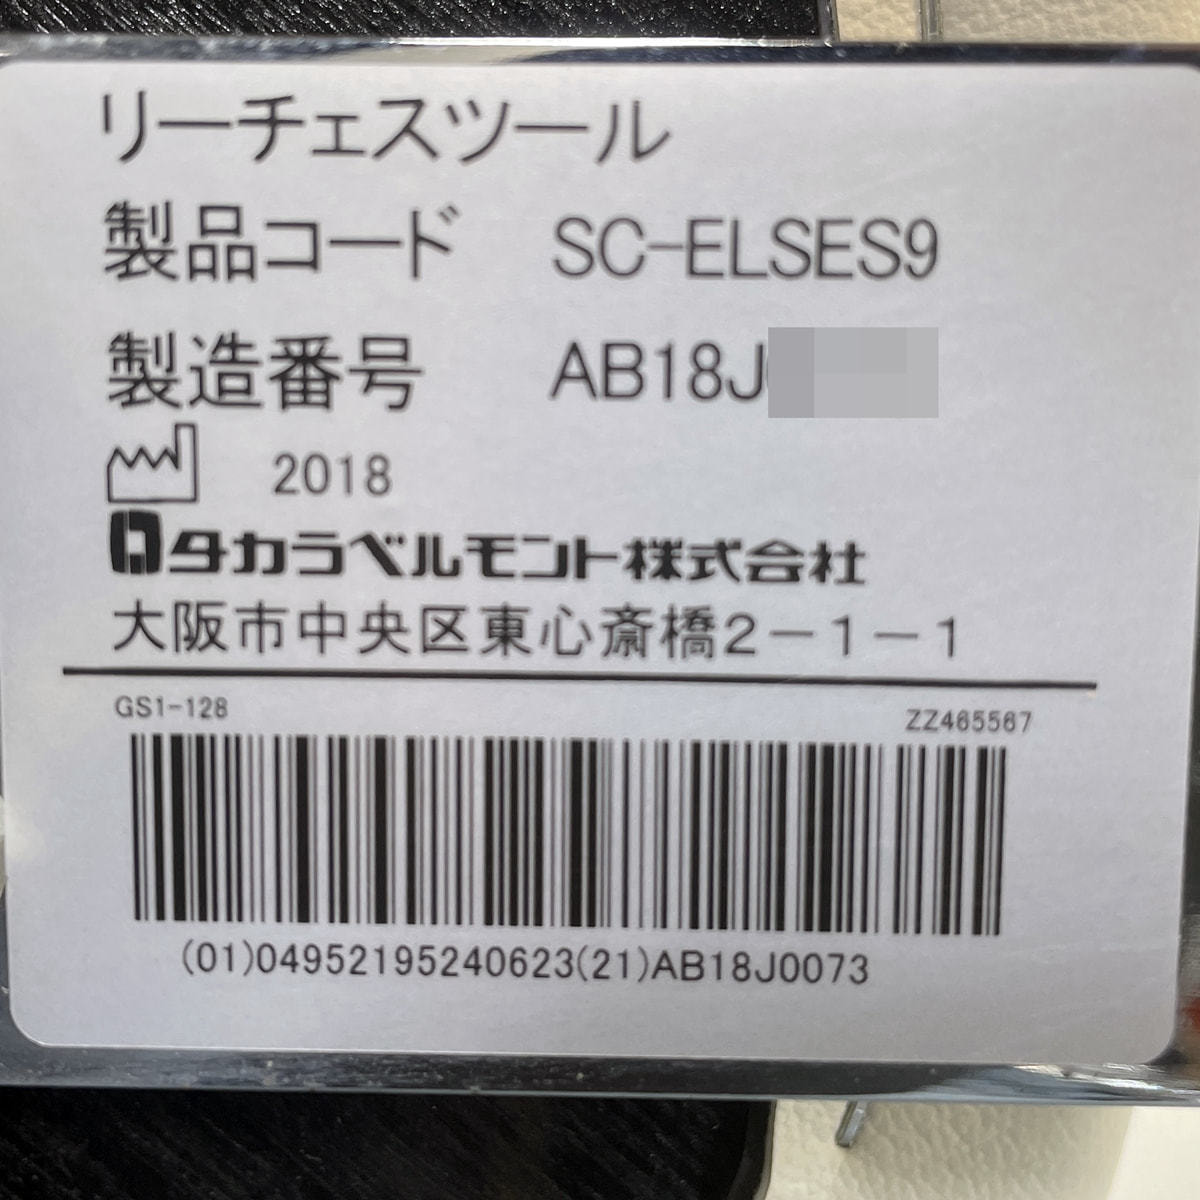 リーチェスツール
製品コード SC-ELSES9
製造番号 AB18J
2018
タカラベルモント株式会社
大阪市中央区東心斎橋2-1-1
GS1-128
ZZ465567
(01)04952195240623(21)AB18J0073